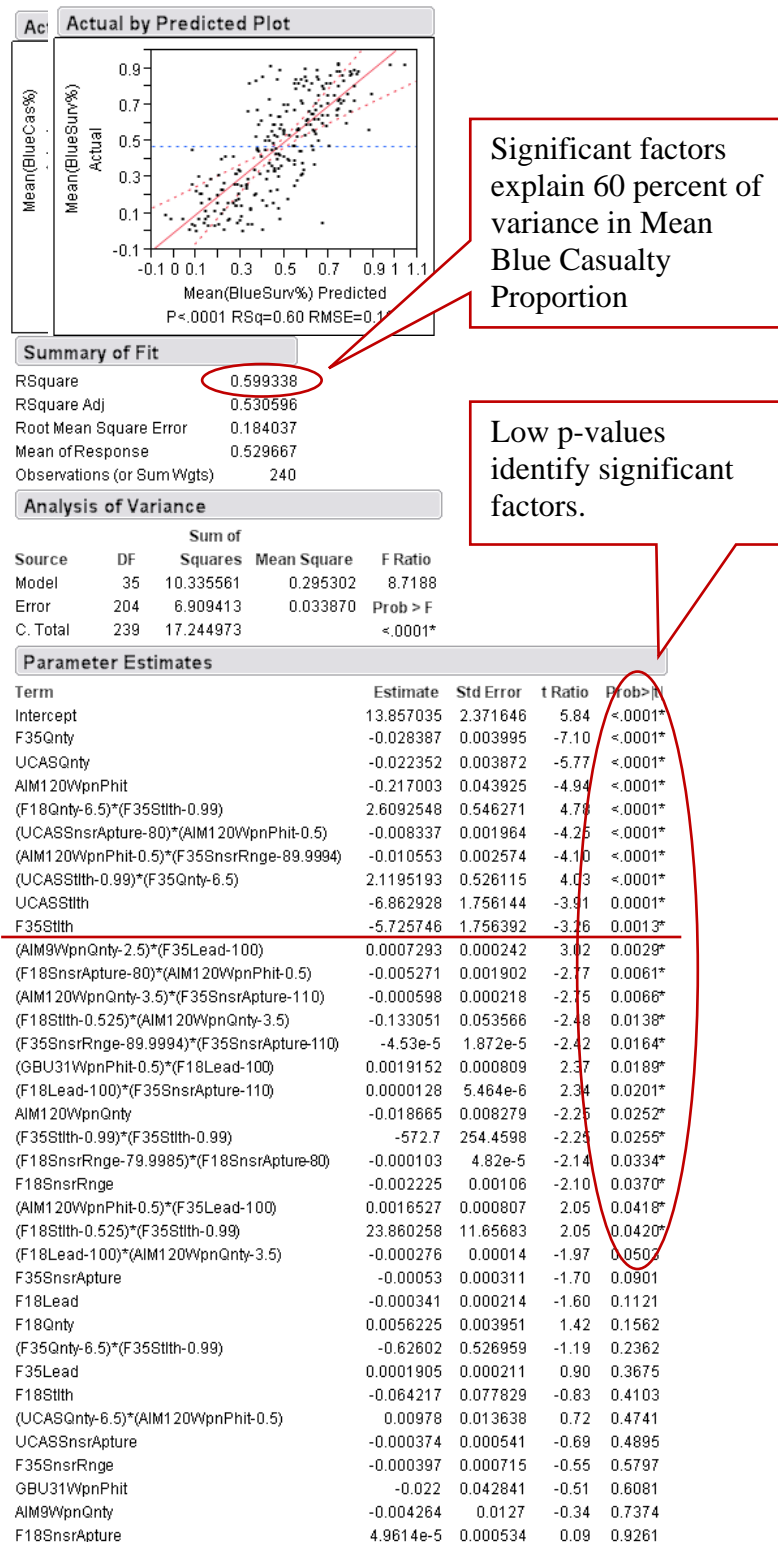 Ac
Actual by Predicted Plot
Mean(BlueCas%)
Mean(BlueSurv%)
Actual
0.9
0.7
0.5
0.3
0.1
-0.1
-0.1 0 0.1 0.3 0.5 0.7 0.9 1 1.1
Mean(BlueSurv%) Predicted
P<.0001 RSq=0.60 RMSE=0.18
Significant factors
explain 60 percent of
variance in Mean
Blue Casualty
Proportion
Summary of Fit
RSquare 0.599338
RSquare Adj 0.530596
Root Mean Square Error 0.184037
Mean of Response 0.529667
Observations (or Sum Wgts) 240
Low p-values
identify significant
factors.
Analysis of Variance
Sum of
Source DF Squares Mean Square F Ratio
Model 35 10.335561 0.295302 8.7188
Error 204 6.909413 0.033870 Prob > F
C. Total 239 17.244973 <.0001*
Parameter Estimates
Term Estimate Std Error t Ratio Prob>|t|
Intercept 13.857035 2.371646 5.84 <.0001*
F35Qnty -0.028387 0.003995 -7.10 <.0001*
UCASQnty -0.022352 0.003872 -5.77 <.0001*
AIM120WpnPhit -0.217003 0.043925 -4.94 <.0001*
(F18Qnty-6.5)*(F35Stlth-0.99) 2.6092548 0.546271 4.78 <.0001*
(UCASSnsrApture-80)*(AIM120WpnPhit-0.5) -0.008337 0.001964 -4.25 <.0001*
(AIM120WpnPhit-0.5)*(F35SnsrRnge-89.9994) -0.010553 0.002574 -4.10 <.0001*
(UCASStlth-0.99)*(F35Qnty-6.5) 2.1195193 0.526115 4.03 <.0001*
UCASStlth -6.862928 1.756144 -3.91 0.0001*
F35Stlth -5.725746 1.756392 -3.26 0.0013*
(AIM9WpnQnty-2.5)*(F35Lead-100) 0.0007293 0.000242 3.02 0.0029*
(F18SnsrApture-80)*(AIM120WpnPhit-0.5) -0.005271 0.001902 -2.77 0.0061*
(AIM120WpnQnty-3.5)*(F35SnsrApture-110) -0.000598 0.000218 -2.75 0.0066*
(F18Stlth-0.525)*(AIM120WpnQnty-3.5) -0.133051 0.053566 -2.48 0.0138*
(F35SnsrRnge-89.9994)*(F35SnsrApture-110) -4.53e-5 1.872e-5 -2.42 0.0164*
(GBU31WpnPhit-0.5)*(F18Lead-100) 0.0019152 0.000809 2.37 0.0189*
(F18Lead-100)*(F35SnsrApture-110) 0.0000128 5.464e-6 2.34 0.0201*
AIM120WpnQnty -0.018665 0.008279 -2.25 0.0252*
(F35Stlth-0.99)*(F35Stlth-0.99) -572.7 254.4598 -2.25 0.0255*
(F18SnsrRnge-79.9985)*(F18SnsrApture-80) -0.000103 4.82e-5 -2.14 0.0334*
F18SnsrRnge -0.002225 0.00106 -2.10 0.0370*
(AIM120WpnPhit-0.5)*(F35Lead-100) 0.0016527 0.000807 2.05 0.0418*
(F18Stlth-0.525)*(F35Stlth-0.99) 23.860258 11.65683 2.05 0.0420*
(F18Lead-100)*(AIM120WpnQnty-3.5) -0.000276 0.00014 -1.97 0.0503
F35SnsrApture -0.00053 0.000311 -1.70 0.0901
F18Lead -0.000341 0.000214 -1.60 0.1121
F18Qnty 0.0056225 0.003951 1.42 0.1562
(F35Qnty-6.5)*(F35Stlth-0.99) -0.62602 0.526959 -1.19 0.2362
F35Lead 0.0001905 0.000211 0.90 0.3675
F18Stlth -0.064217 0.077829 -0.83 0.4103
(UCASQnty-6.5)*(AIM120WpnPhit-0.5) 0.00978 0.013638 0.72 0.4741
UCASSnsrApture -0.000374 0.000541 -0.69 0.4895
F35SnsrRnge -0.000397 0.000715 -0.55 0.5797
GBU31WpnPhit -0.022 0.042841 -0.51 0.6081
AIM9WpnQnty -0.004264 0.0127 -0.34 0.7374
F18SnsrApture 4.9614e-5 0.000534 0.09 0.9261